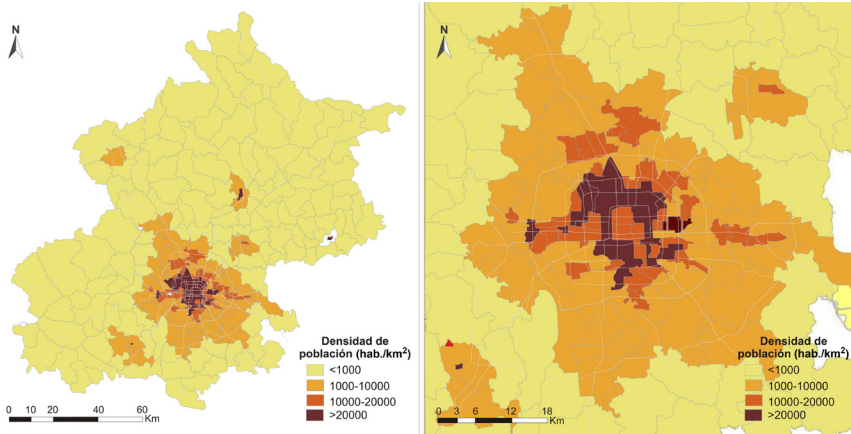 N
Densidad de
población (hab./km²)
<1000
1000-10000
10000-20000
>20000
0 10 20 40 60
Km
N
Densidad de
población (hab./km²)
<1000
1000-10000
10000-20000
>20000
0 3 6 12 18
Km